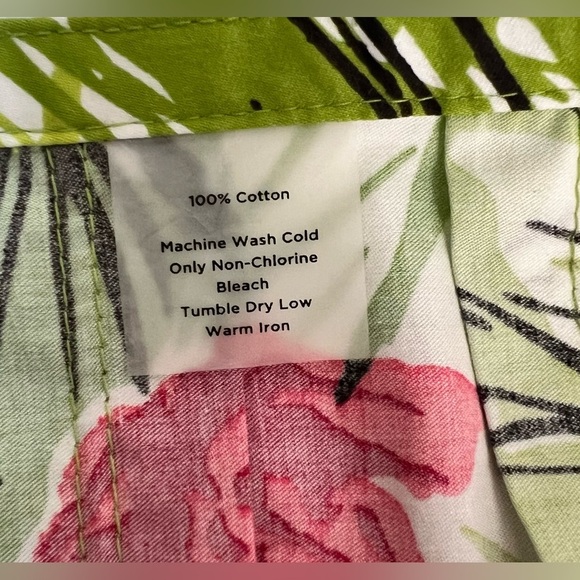 100% Cotton
Machine Wash Cold
Only Non-Chlorine
Bleach
Tumble Dry Low
Warm Iron